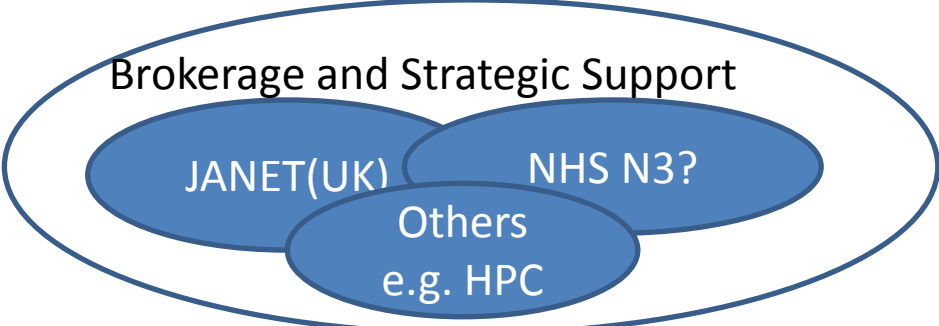 Brokerage and Strategic Support
JANET(UK)
NHS N3?
Others
e.g. HPC